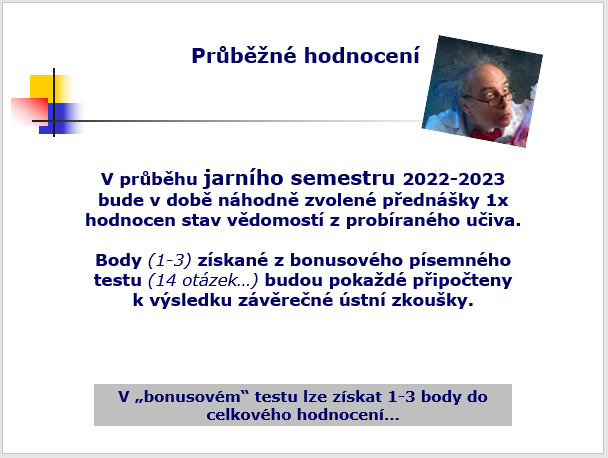 Průběžné hodnocení
V průběhu jarního semestru 2022-2023
bude v době náhodně zvolené přednášky 1x
hodnocen stav vědomostí z probíraného učiva.
Body (1-3) získané z bonusového písemného
testu (14 otázek…) budou pokaždé připočteny
k výsledku závěrečné ústní zkoušky.
V „bonusovém“ testu lze získat 1-3 body do
celkového hodnocení…